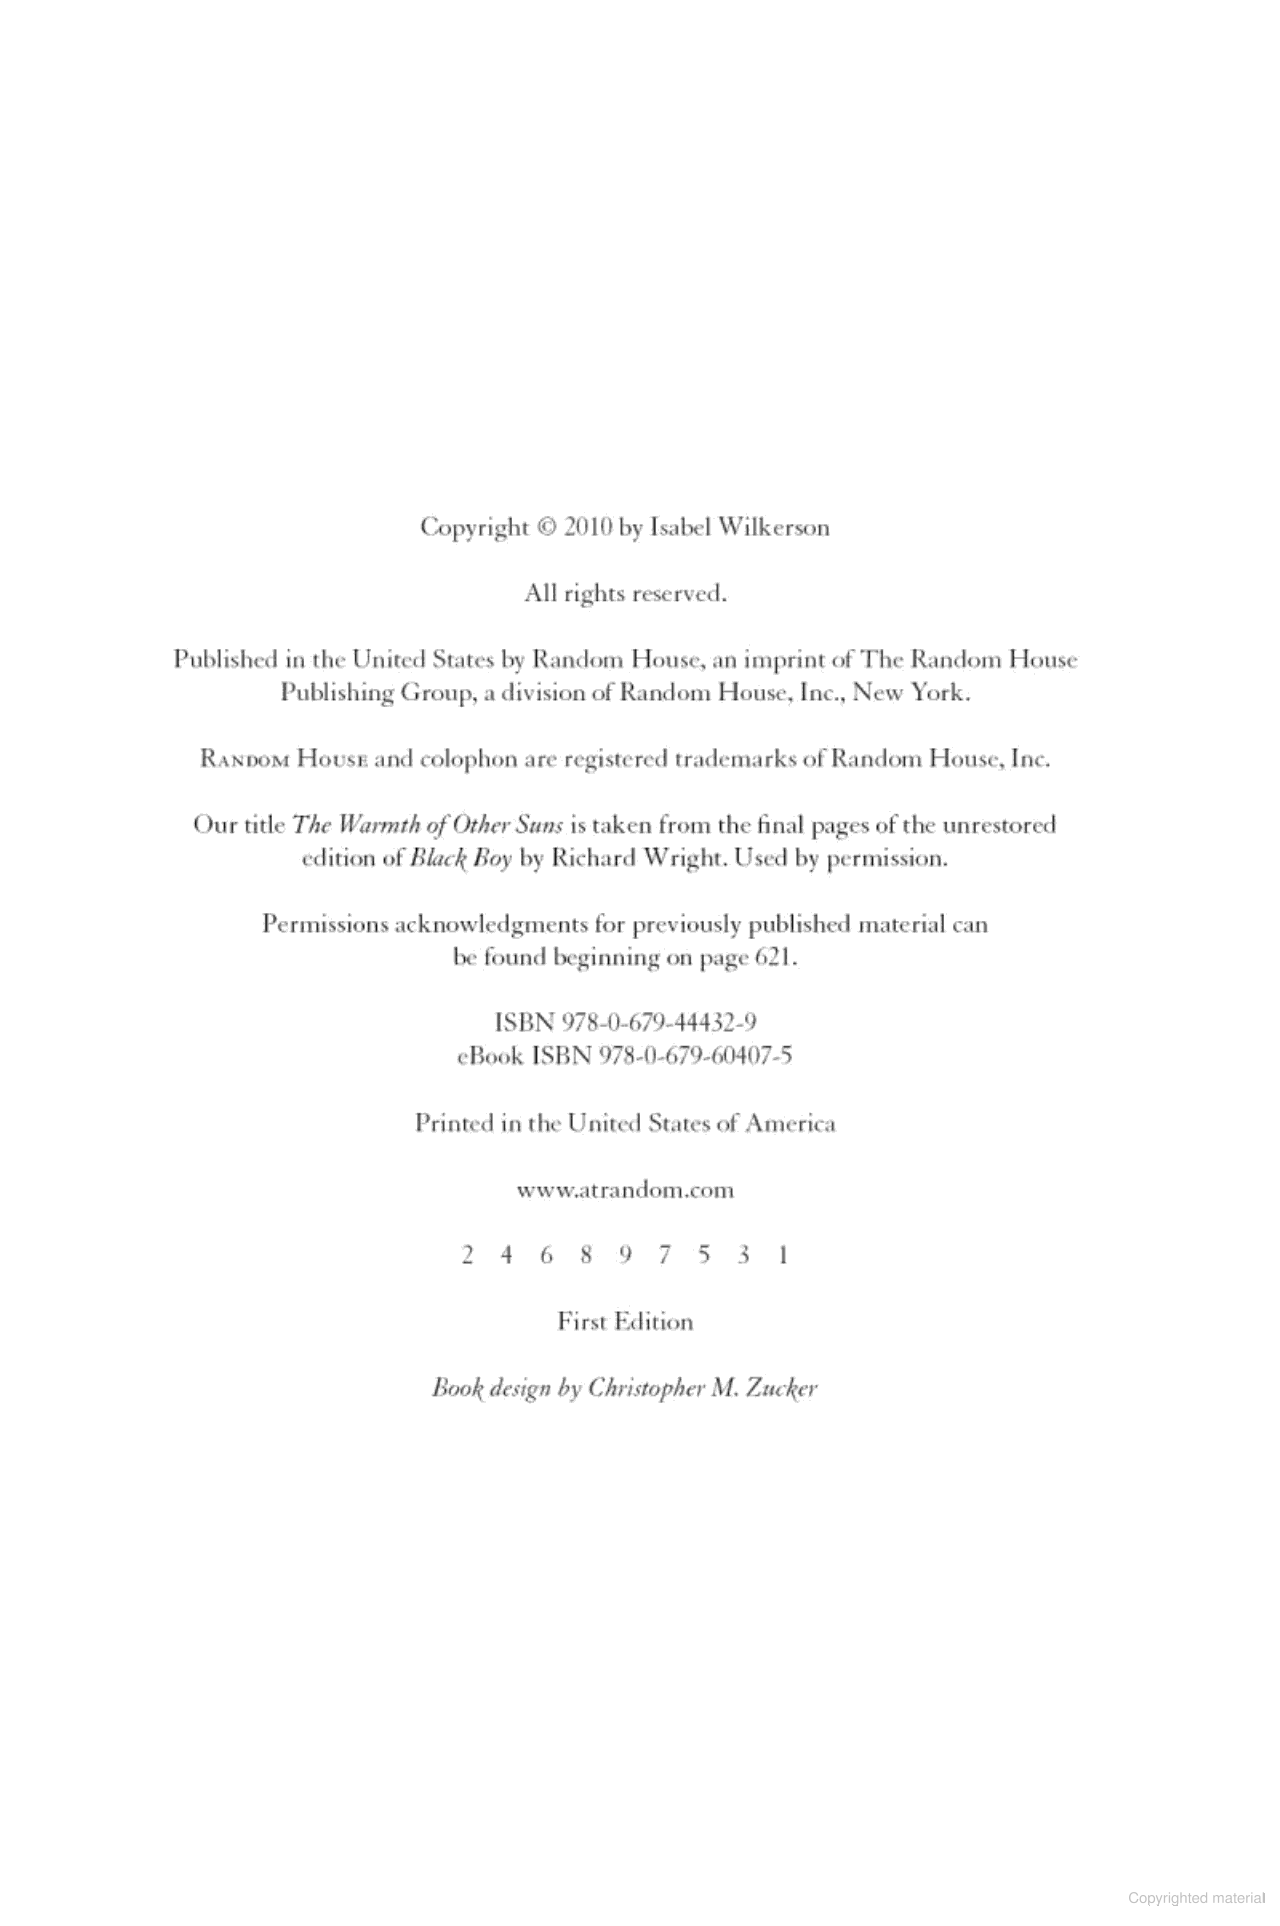 Copyright © 2010 by Isabel Wilkerson
All rights reserved.
Published in the United States by Random House, an imprint of The Random House
Publishing Group, a division of Random House, Inc., New York.
RANDOM HOUSE and colophon are registered trademarks of Random House, Inc.
Our title The Warmth of Other Suns is taken from the final pages of the unrestored
edition of Black Boy by Richard Wright. Used by permission.
Permissions acknowledgments for previously published material can
be found beginning on page 621.
ISBN 978-0-679-44432-9
eBook ISBN 978-0-679-60407-5
Printed in the United States of America
www.atrandom.com
2 4 6 8 9 7 5 3 1
First Edition
Book design by Christopher M. Zucker
Copyrighted material